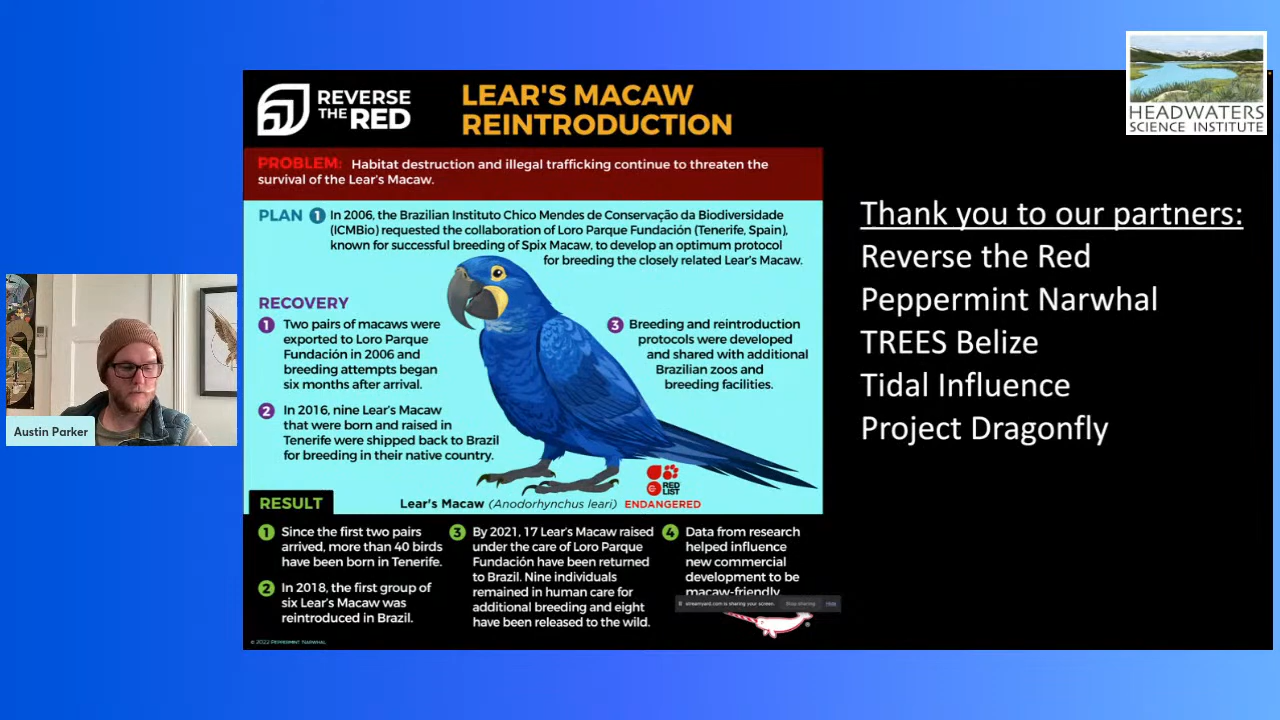 HEADWATERS
SCIENCE INSTITUTE
REVERSE
THE RED
LEAR'S MACAW
REINTRODUCTION
PROBLEM: Habitat destruction and illegal trafficking continue to threaten the
survival of the Lear's Macaw.
PLAN 1 In 2006, the Brazilian Instituto Chico Mendes de Conservação da Biodiversidade
(ICMBio) requested the collaboration of Loro Parque Fundación (Tenerife, Spain),
known for successful breeding of Spix Macaw, to develop an optimum protocol
for breeding the closely related Lear's Macaw.
RECOVERY
1 Two pairs of macaws were
exported to Loro Parque
Fundación in 2006 and
breeding attempts began
six months after arrival.
2 In 2016, nine Lear's Macaw
that were born and raised in
Tenerife were shipped back to Brazil
for breeding in their native country.
3 Breeding and reintroduction
protocols were developed
and shared with additional
Brazilian zoos and
breeding facilities.
RED
LIST
Lear's Macaw (Anodorhynchus leari) ENDANGERED
RESULT
1 Since the first two pairs
arrived, more than 40 birds
have been born in Tenerife.
2 In 2018, the first group of
six Lear's Macaw was
reintroduced in Brazil.
3 By 2021, 17 Lear's Macaw raised
under the care of Loro Parque
Fundación have been returned
to Brazil. Nine individuals
remained in human care for
additional breeding and eight
have been released to the wild.
4 Data from research
helped influence
new commercial
development to be
macaw-friendly
streamyard.com is sharing your screen. Stop sharing Hide
© 2022 PEPPERMINT NARWHAL
Thank you to our partners:
Reverse the Red
Peppermint Narwhal
TREES Belize
Tidal Influence
Project Dragonfly
Austin Parker